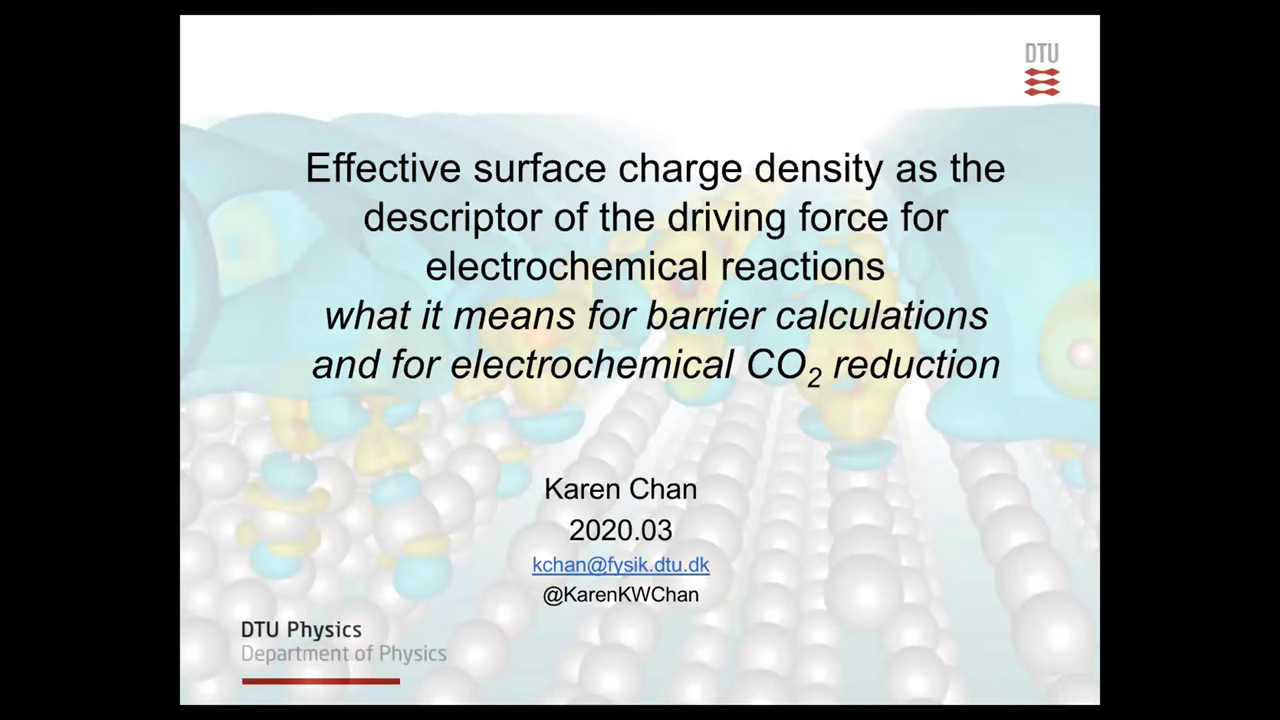 DTU
Effective surface charge density as the
descriptor of the driving force for
electrochemical reactions
what it means for barrier calculations
and for electrochemical CO₂ reduction
Karen Chan
2020.03
kchan@fysik.dtu.dk
@KarenKWChan
DTU Physics
Department of Physics